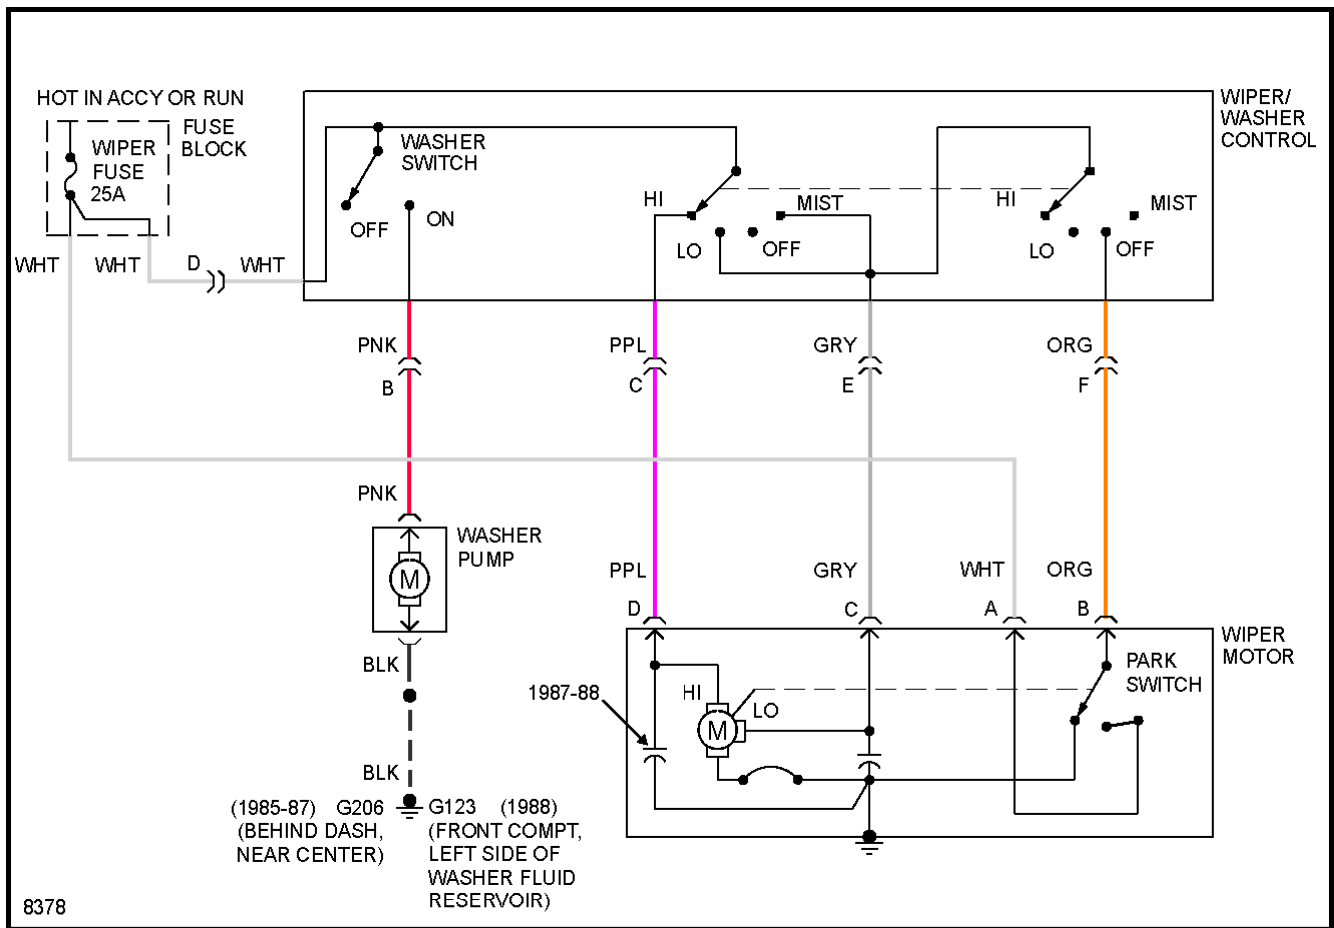 HOT IN ACCY OR RUN
FUSE
BLOCK
WIPER
FUSE
25A
WIPER/
WASHER
CONTROL
WASHER
SWITCH
OFF
ON
HI
MIST
LO
OFF
HI
MIST
LO
OFF
WHT
WHT
D
WHT
PNK
B
PPL
C
GRY
E
ORG
F
PNK
WASHER
PUMP
M
PPL
D
GRY
C
WHT
A
ORG
B
WIPER
MOTOR
BLK
1987-88
HI
LO
M
PARK
SWITCH
BLK
(1985-87) G206
(BEHIND DASH,
NEAR CENTER)
G123 (1988)
(FRONT COMPT,
LEFT SIDE OF
WASHER FLUID
RESERVOIR)
8378